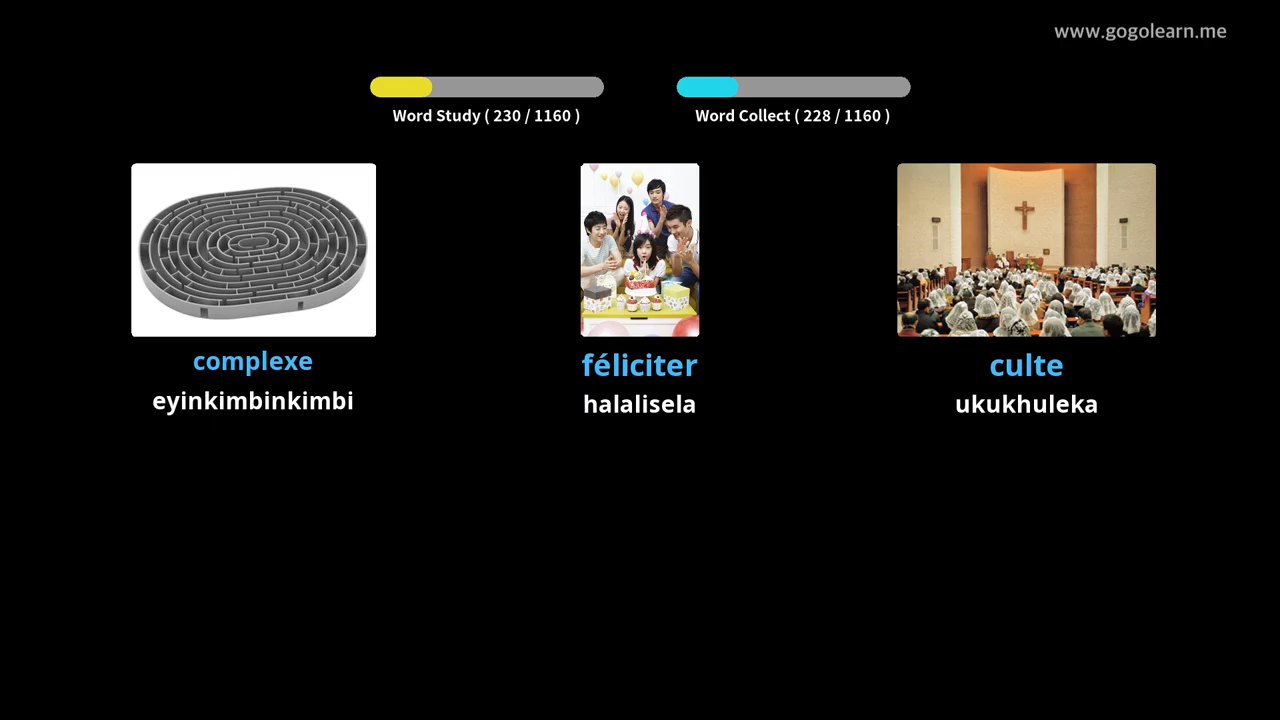 www.gogolearn.me
Word Study ( 230 / 1160 )
Word Collect ( 228 / 1160 )
complexe
eyinkimbinkimbi
féliciter
halalisela
culte
ukukhuleka